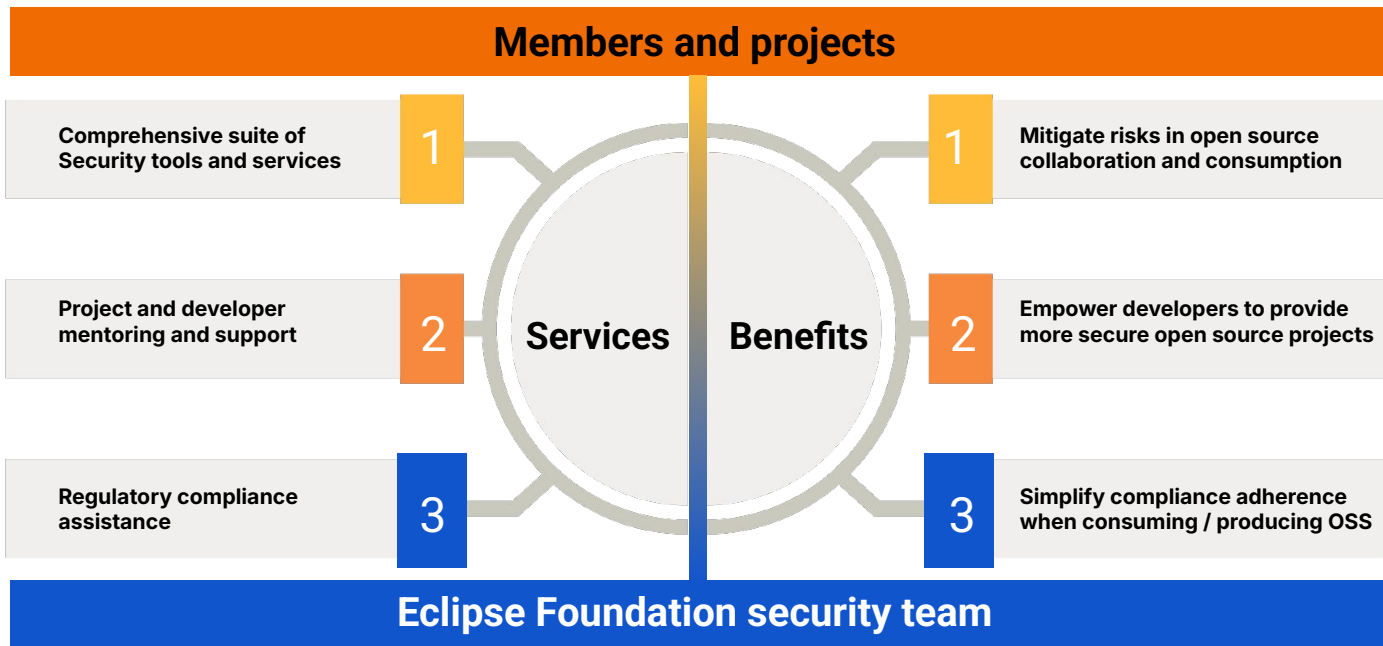 Members and projects
Comprehensive suite of
Security tools and services
1
Project and developer
mentoring and support
2
Regulatory compliance
assistance
3
Services
Benefits
1
Mitigate risks in open source
collaboration and consumption
2
Empower developers to provide
more secure open source projects
3
Simplify compliance adherence
when consuming / producing OSS
Eclipse Foundation security team